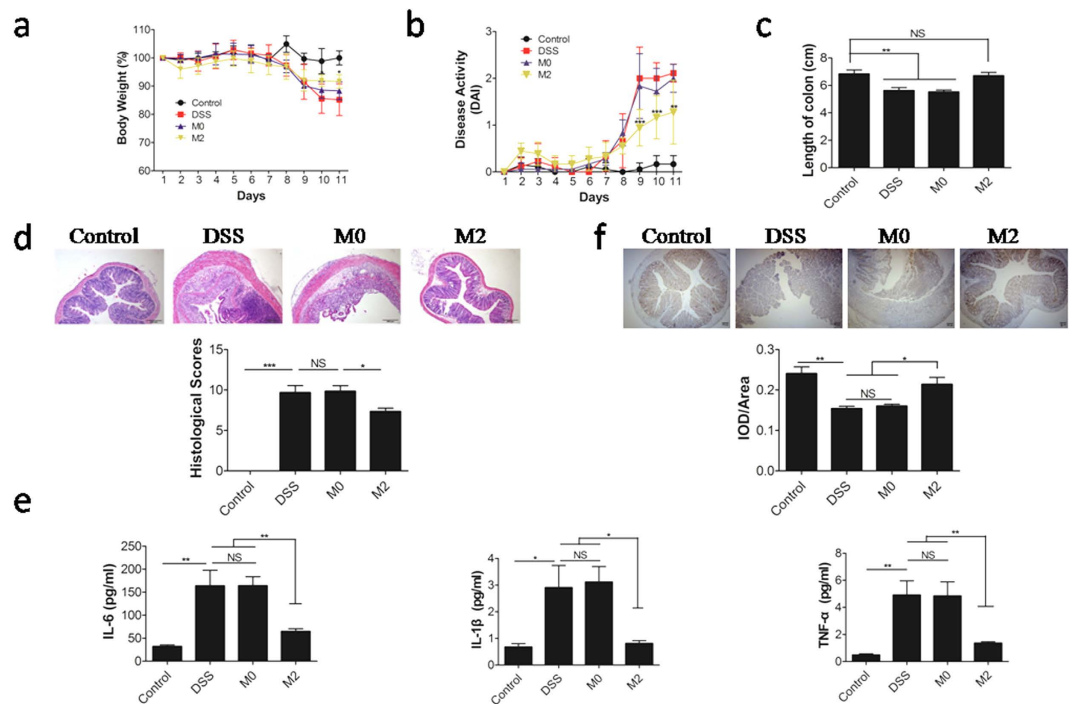 a
Body Weight (%)
110
100
90
80
70
60
Control
DSS
M0
M2
*
1 2 3 4 5 6 7 8 9 10 11
Days
b
Disease Activity
(DAI)
3
2
1
0
Control
DSS
M0
M2
*** *** **
1 2 3 4 5 6 7 8 9 10 11
Days
c
Length of colon (cm)
8
6
4
2
0
NS
**
Control DSS M0 M2
d
Control DSS M0 M2
Histological Scores
15
10
5
0
*** NS *
Control DSS M0 M2
f
Control DSS M0 M2
IOD/Area
0.3
0.2
0.1
0.0
** *
NS
Control DSS M0 M2
e
IL-6 (pg/ml)
250
200
150
100
50
0
**
** NS
Control DSS M0 M2
IL-1β (pg/ml)
4
3
2
1
0
*
* NS
Control DSS M0 M2
TNF-α (pg/ml)
8
6
4
2
0
**
** NS
Control DSS M0 M2